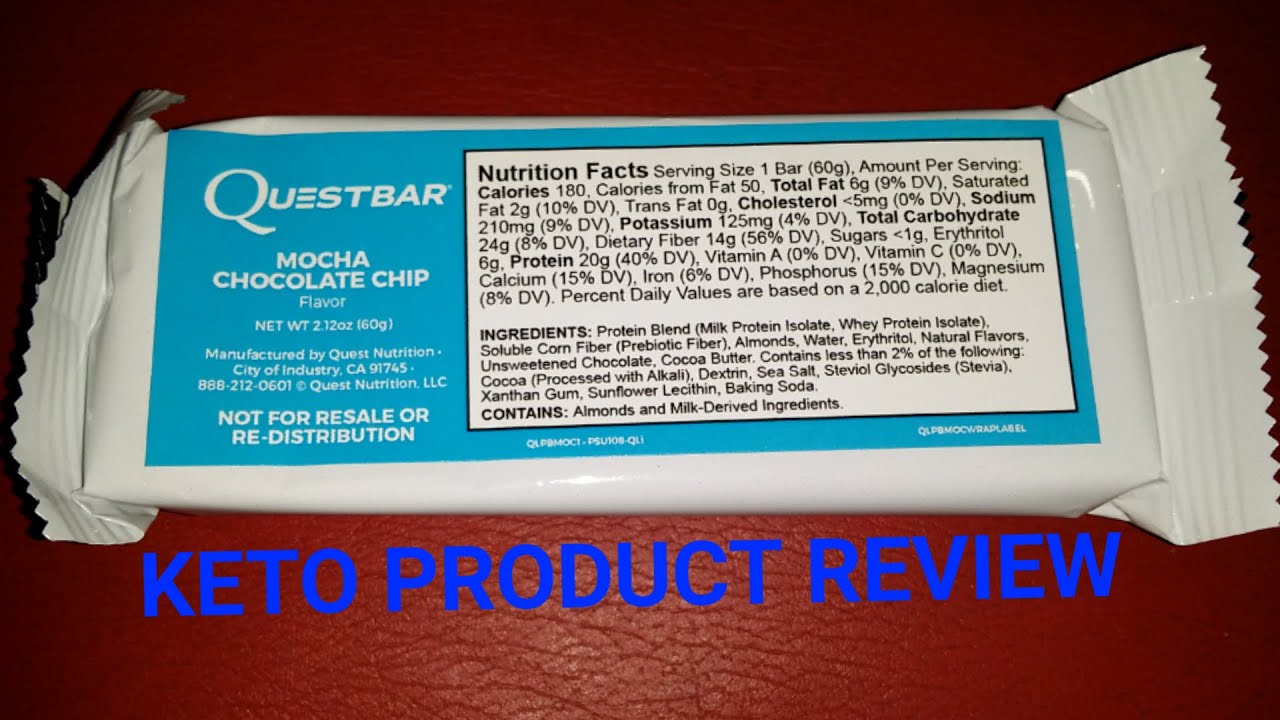 QUESTBAR®
MOCHA
CHOCOLATE CHIP
Flavor
NET WT 2.12oz (60g)
Manufactured by Quest Nutrition •
City of Industry, CA 91745 •
888-212-0601 © Quest Nutrition, LLC
NOT FOR RESALE OR
RE-DISTRIBUTION
Nutrition Facts Serving Size 1 Bar (60g), Amount Per Serving:
Calories 180, Calories from Fat 50, Total Fat 6g (9% DV), Saturated
Fat 2g (10% DV), Trans Fat 0g, Cholesterol <5mg (0% DV), Sodium
210mg (9% DV), Potassium 125mg (4% DV), Total Carbohydrate
24g (8% DV), Dietary Fiber 14g (56% DV), Sugars <1g, Erythritol
6g, Protein 20g (40% DV), Vitamin A (0% DV), Vitamin C (0% DV),
Calcium (15% DV), Iron (6% DV), Phosphorus (15% DV), Magnesium
(8% DV). Percent Daily Values are based on a 2,000 calorie diet.
INGREDIENTS: Protein Blend (Milk Protein Isolate, Whey Protein Isolate),
Soluble Corn Fiber (Prebiotic Fiber), Almonds, Water, Erythritol, Natural Flavors,
Unsweetened Chocolate, Cocoa Butter. Contains less than 2% of the following:
Cocoa (Processed with Alkali), Dextrin, Sea Salt, Steviol Glycosides (Stevia),
Xanthan Gum, Sunflower Lecithin, Baking Soda.
CONTAINS: Almonds and Milk-Derived Ingredients.
QLPBMOC1 - PSU108-QLi
QLPBMOCWRAPLABEL
KETO PRODUCT REVIEW